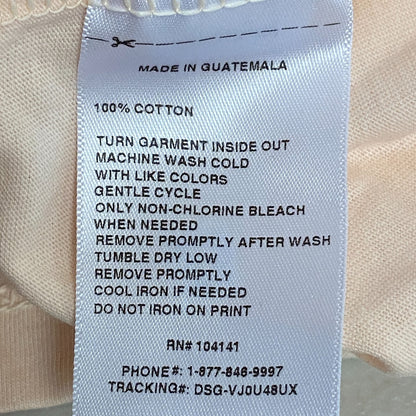 MADE IN GUATEMALA
100% COTTON
TURN GARMENT INSIDE OUT
MACHINE WASH COLD
WITH LIKE COLORS
GENTLE CYCLE
ONLY NON-CHLORINE BLEACH
WHEN NEEDED
REMOVE PROMPTLY AFTER WASH
TUMBLE DRY LOW
REMOVE PROMPTLY
COOL IRON IF NEEDED
DO NOT IRON ON PRINT
RN# 104141
PHONE#: 1-877-846-9997
TRACKING#: DSG-VJ0U48UX